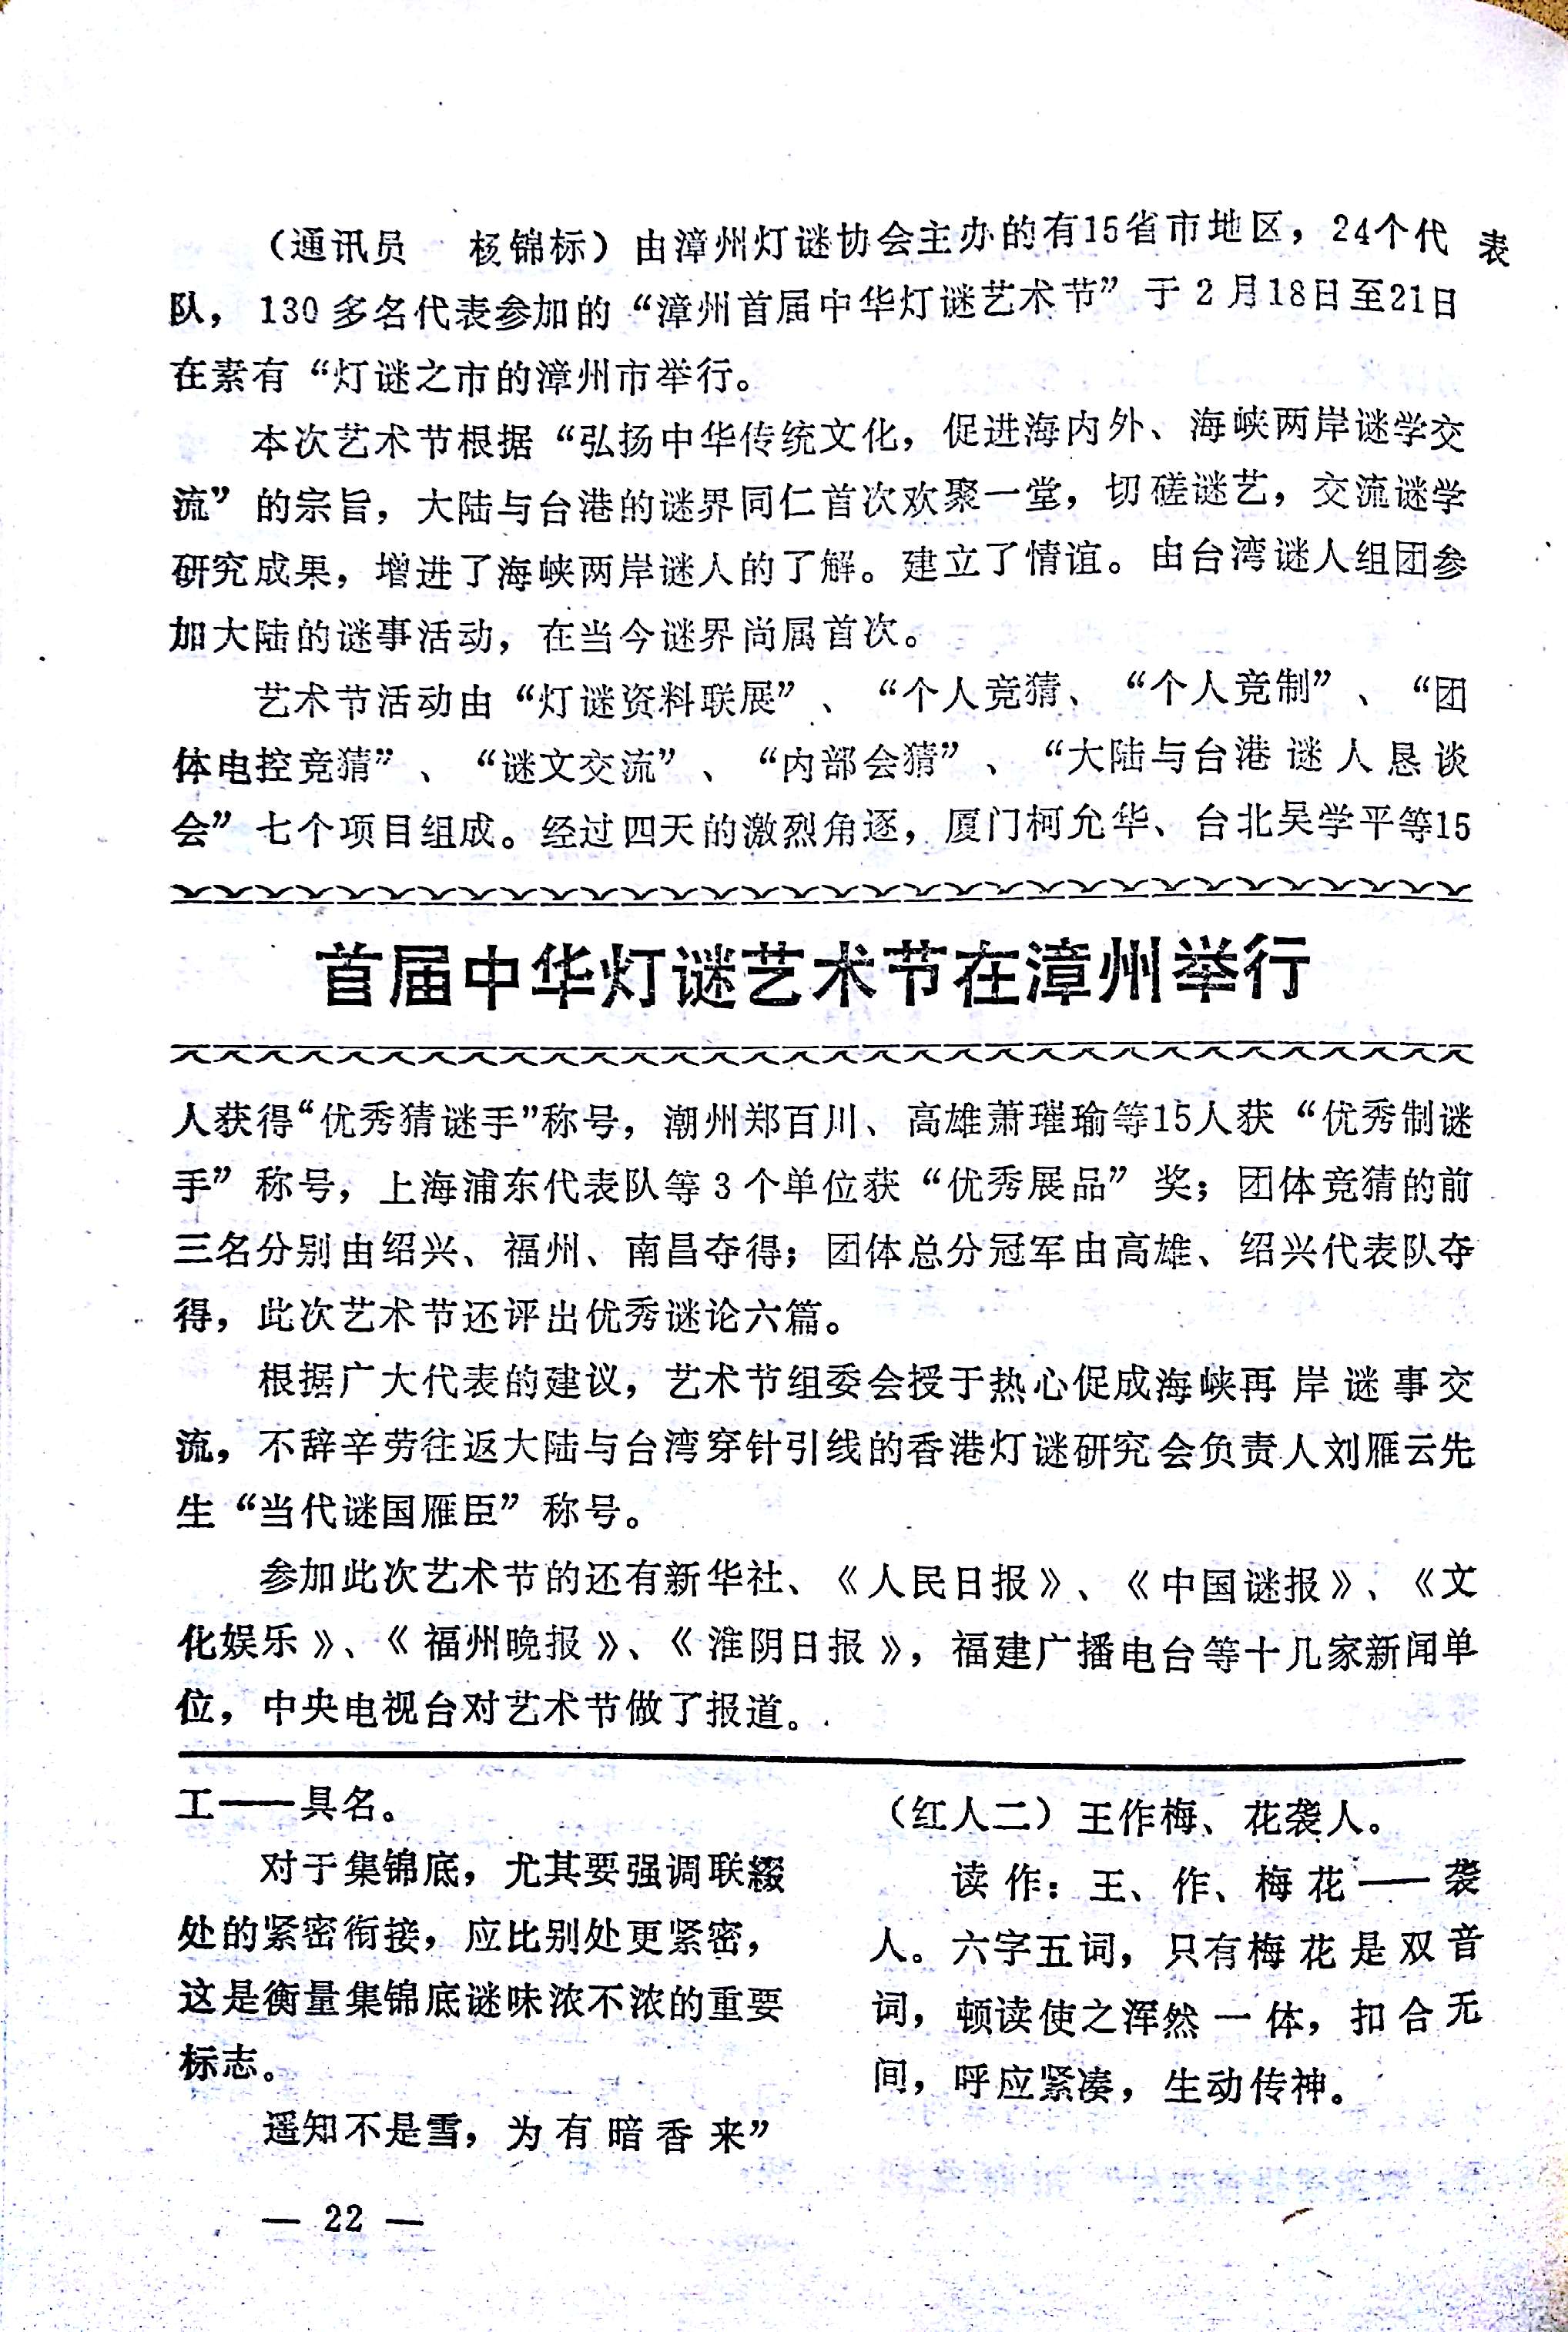 （通讯员　杨锦标）由漳州灯谜协会主办的有15省市地区，24个代表
队，130多名代表参加的“漳州首届中华灯谜艺术节”于2月18日至21日
在素有“灯谜之市的漳州市举行。
本次艺术节根据“弘扬中华传统文化，促进海内外、海峡两岸谜学交
流”的宗旨，大陆与台港的谜界同仁首次欢聚一堂，切磋谜艺，交流谜学
研究成果，增进了海峡两岸谜人的了解。建立了情谊。由台湾谜人组团参
加大陆的谜事活动，在当今谜界尚属首次。
艺术节活动由“灯谜资料联展”、“个人竞猜、“个人竞制”、“团
体电控竞猜”、“谜文交流”、“内部会猜”、“大陆与台港谜人恳谈
会”七个项目组成。经过四天的激烈角逐，厦门柯允华、台北吴学平等15
首届中华灯谜艺术节在漳州举行
人获得“优秀猜谜手”称号，潮州郑百川、高雄萧璀瑜等15人获“优秀制谜
手”称号，上海浦东代表队等3个单位获“优秀展品”奖；团体竞猜的前
三名分别由绍兴、福州、南昌夺得；团体总分冠军由高雄、绍兴代表队夺
得，此次艺术节还评出优秀谜论六篇。
根据广大代表的建议，艺术节组委会授于热心促成海峡再岸谜事交
流，不辞辛劳往返大陆与台湾穿针引线的香港灯谜研究会负责人刘雁云先
生“当代谜国雁臣”称号。
参加此次艺术节的还有新华社、《人民日报》、《中国谜报》、《文
化娱乐》、《福州晚报》、《淮阴日报》，福建广播电台等十几家新闻单
位，中央电视台对艺术节做了报道。
工——具名。
对于集锦底，尤其要强调联缀
处的紧密衔接，应比别处更紧密，
这是衡量集锦底谜味浓不浓的重要
标志。
遥知不是雪，为有暗香来”
（红人二）王作梅、花袭人。
读作：王、作、梅花——袭
人。六字五词，只有梅花是双音
词，顿读使之浑然一体，扣合无
间，呼应紧凑，生动传神。
— 22 —